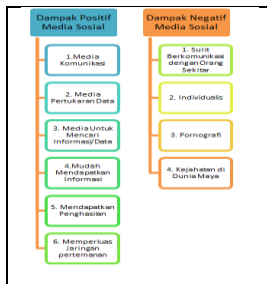 Dampak Positif
Media Sosial
1.Media
Komunikasi
2. Media
Pertukaran Data
3. Media Untuk
Mencari
Informasi/Data
4.Mudah
Mendapatkan
Informasi
5. Mendapatkan
Penghasilan
6. Memperluas
Jaringan
pertemanan
Dampak Negatif
Media Sosial
1. Sulit
Berkomunikasi
dengan Orang
Sekitar
2. Individualis
3. Pornografi
4. Kejahatan di
Dunia Maya